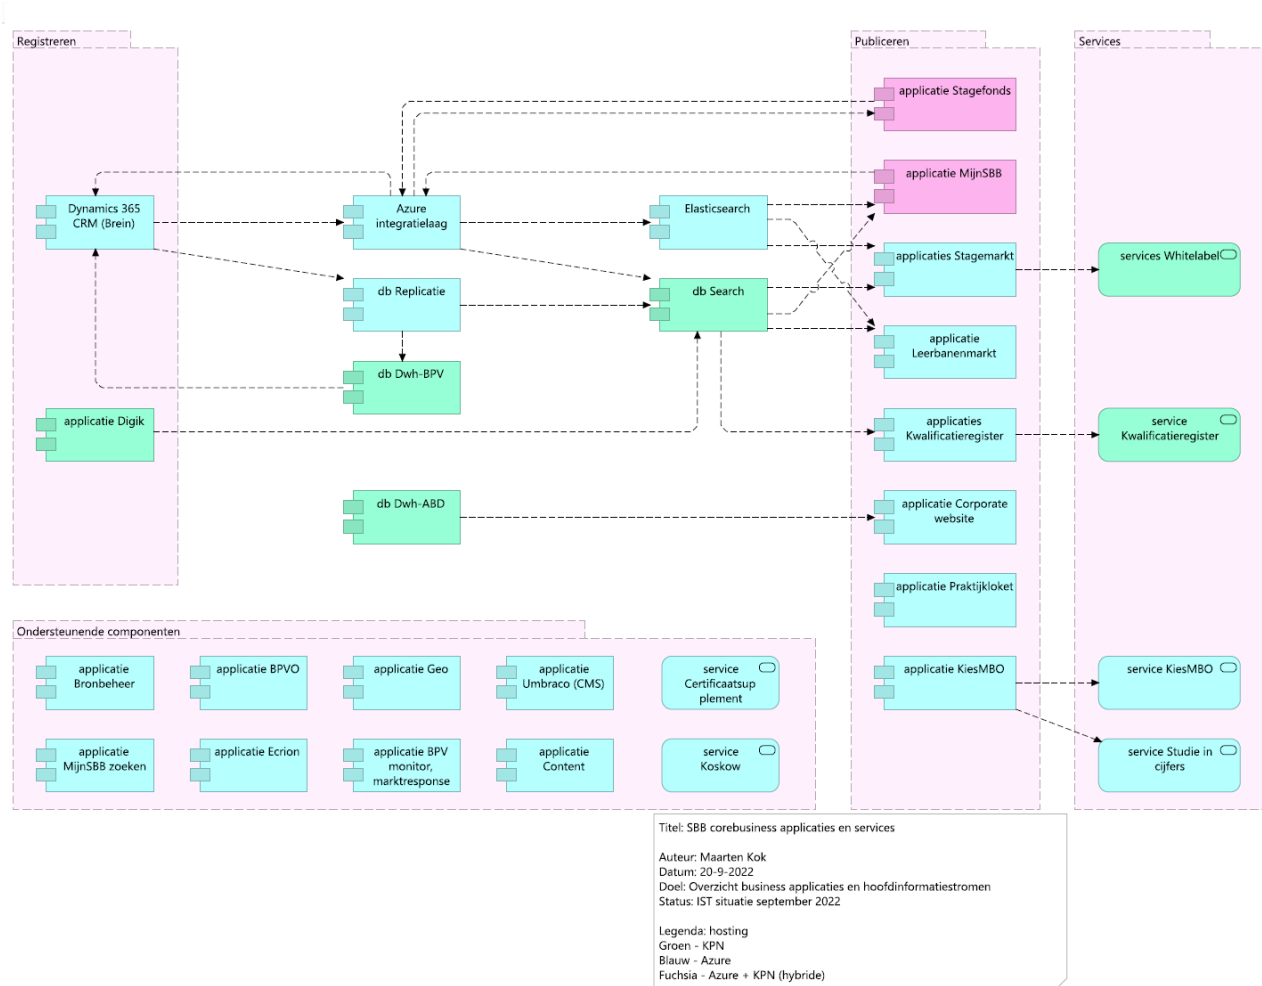 Registreren
Publiceren
Services
applicatie Stagefonds
applicatie MijnSBB
Dynamics 365
CRM (Brein)
Azure
integratielaag
Elasticsearch
applicaties Stagemarkt
services Whitelabel
db Replicatie
db Search
applicatie
Leerbanenmarkt
db Dwh-BPV
applicatie Digik
applicaties
Kwalificatieregister
service
Kwalificatieregister
db Dwh-ABD
applicatie Corporate
website
applicatie Praktijkloket
Ondersteunende componenten
applicatie
Bronbeheer
applicatie BPVO
applicatie Geo
applicatie
Umbraco (CMS)
service
Certificaatsup
plement
applicatie KiesMBO
service KiesMBO
applicatie
MijnSBB zoeken
applicatie Ecrion
applicatie BPV
monitor,
marktresponse
applicatie
Content
service
Koskow
service Studie in
cijfers
Titel: SBB corebusiness applicaties en services
Auteur: Maarten Kok
Datum: 20-9-2022
Doel: Overzicht business applicaties en hoofdinformatiestromen
Status: IST situatie september 2022
Legenda: hosting
Groen - KPN
Blauw - Azure
Fuchsia - Azure + KPN (hybride)